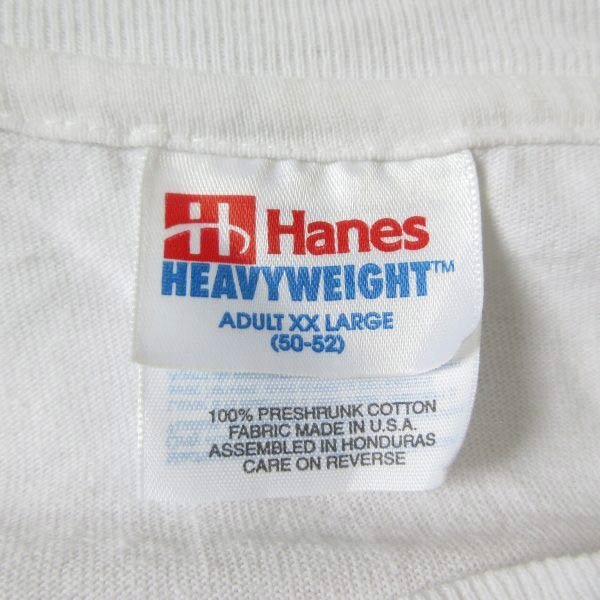 H Hanes
HEAVYWEIGHT™
ADULT XX LARGE
(50-52)
100% PRESHRUNK COTTON
FABRIC MADE IN U.S.A.
ASSEMBLED IN HONDURAS
CARE ON REVERSE